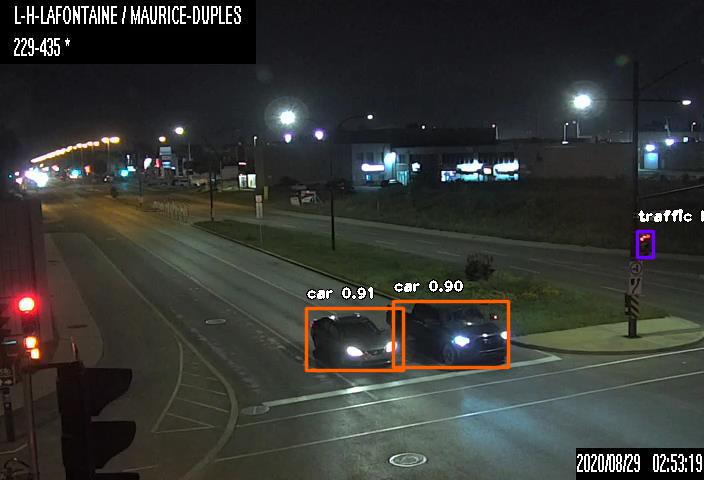 L-H-LAFONTAINE / MAURICE-DUPLES
229-435 *
traffic l
car 0.91
car 0.90
2020/08/29 02:53:19